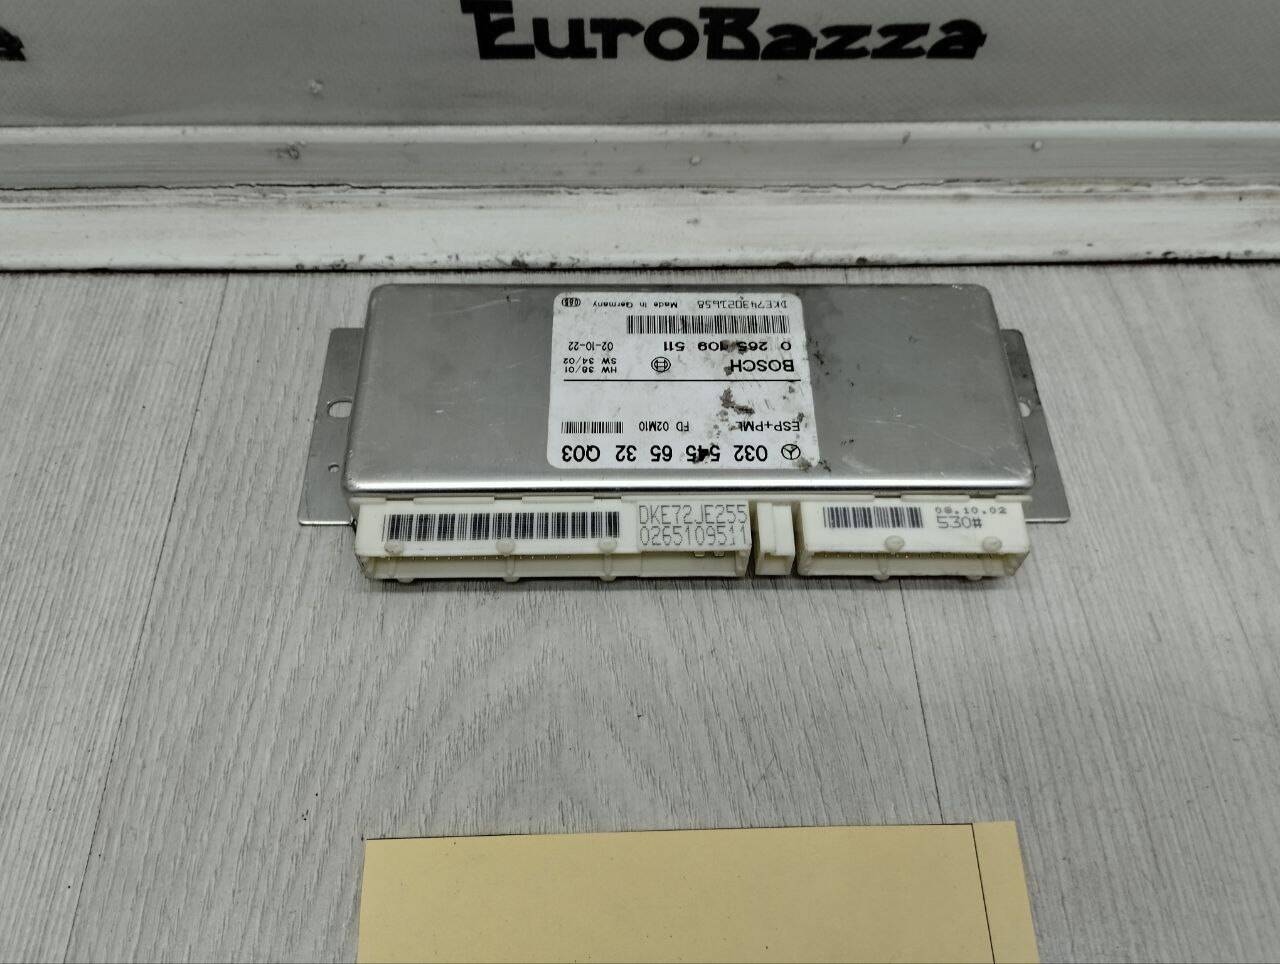 EuroBazza
032 545 65 32 Q03
ESP+PML FD 02M10
BOSCH HW 38/01
SW 34/02
0 265 109 511 02-10-22
Made in Germany
DKE72JE255
0265109511
08.10.02
530#